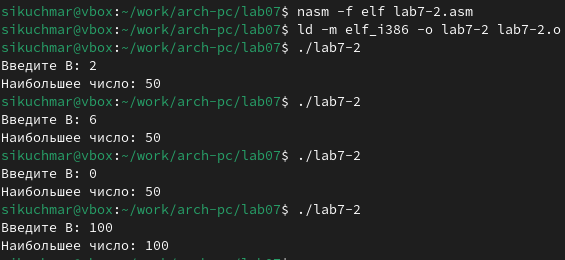 sikuchmar@vbox:~/work/arch-pc/lab07$ nasm -f elf lab7-2.asm
sikuchmar@vbox:~/work/arch-pc/lab07$ ld -m elf_i386 -o lab7-2 lab7-2.o
sikuchmar@vbox:~/work/arch-pc/lab07$ ./lab7-2
Введите В: 2
Наибольшее число: 50
sikuchmar@vbox:~/work/arch-pc/lab07$ ./lab7-2
Введите В: 6
Наибольшее число: 50
sikuchmar@vbox:~/work/arch-pc/lab07$ ./lab7-2
Введите В: 0
Наибольшее число: 50
sikuchmar@vbox:~/work/arch-pc/lab07$ ./lab7-2
Введите В: 100
Наибольшее число: 100